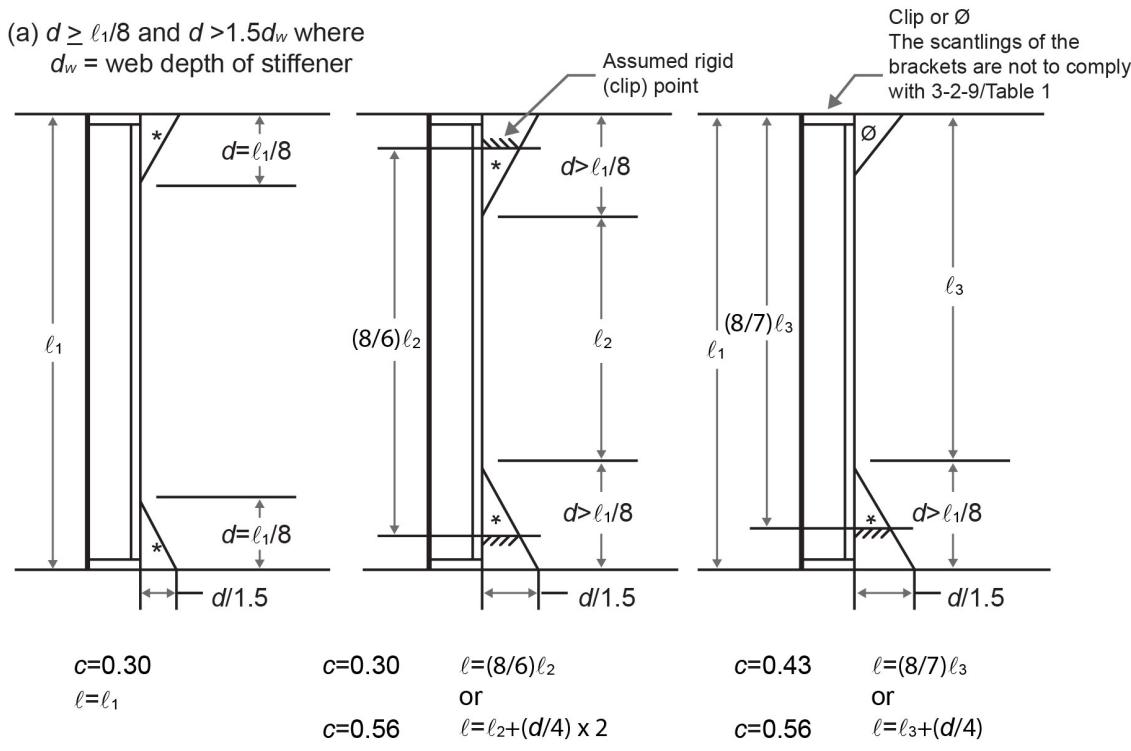 (a) d ≥ ℓ₁/8 and d >1.5d_w where
d_w = web depth of stiffener
Assumed rigid
(clip) point
Clip or Ø
The scantlings of the
brackets are not to comply
with 3-2-9/Table 1
*
d=ℓ₁/8
ℓ₁
*
d=ℓ₁/8
d/1.5
*
d>ℓ₁/8
(8/6)ℓ₂
ℓ₂
*
d>ℓ₁/8
d/1.5
Ø
ℓ₃
(8/7)ℓ₃
ℓ₁
*
d>ℓ₁/8
d/1.5
c=0.30
ℓ=ℓ₁
c=0.30 ℓ=(8/6)ℓ₂
or
c=0.56 ℓ=ℓ₂+(d/4) x 2
c=0.43 ℓ=(8/7)ℓ₃
or
c=0.56 ℓ=ℓ₃+(d/4)